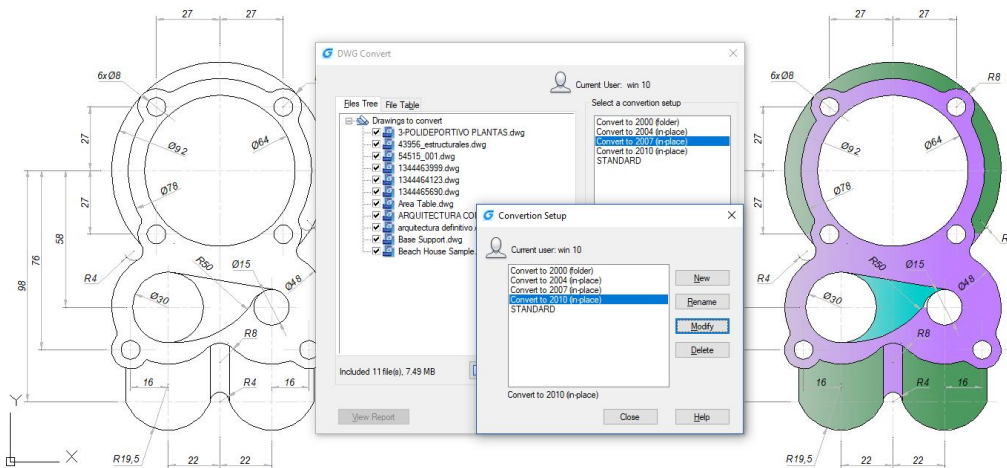 27
27
6xØ8
27
Ø92
Ø64
Ø78
27
58
76
98
R4
R50
Ø15
Ø48
Ø30
R8
16
R4
16
R19,5
22
22
Y
X
DWG Convert
Current User: win 10
Files Tree
File Table
Drawings to convert
3-POLIDEPORTIVO PLANTAS.dwg
43956_estructurales.dwg
54515_001.dwg
1344463999.dwg
1344464123.dwg
1344465690.dwg
Area Table.dwg
ARQUITECTURA CO
arquitectura definitivo
Base Support.dwg
Beach House Sample.
Included 11 file(s), 7.49 MB
View Report
Select a convertion setup
Convert to 2000 (folder)
Convert to 2004 (in-place)
Convert to 2007 (in-place)
Convert to 2010 (in-place)
STANDARD
Convertion Setup
Current user: win 10
Convert to 2000 (folder)
Convert to 2004 (in-place)
Convert to 2007 (in-place)
Convert to 2010 (in-place)
STANDARD
New
Rename
Modify
Delete
Convert to 2010 (in-place)
Close
Help
27
27
6xØ8
R8
27
Ø92
Ø64
Ø78
27
R4
R50
Ø15
Ø48
Ø30
R8
16
R4
16
R19,5
22
22